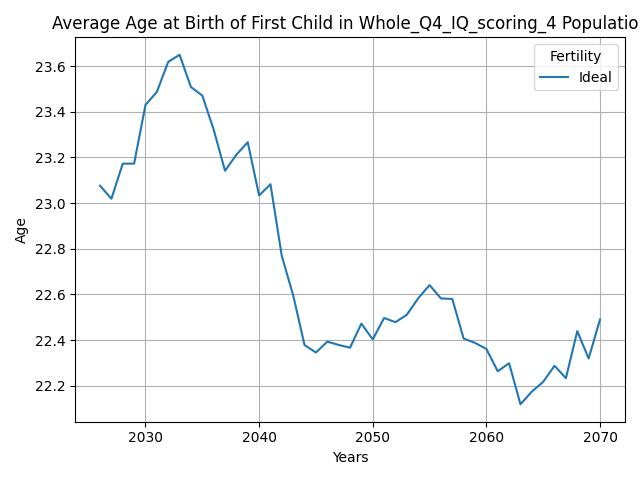 Average Age at Birth of First Child in Whole_Q4_IQ_scoring_4 Populatio
Fertility
Ideal
Age
23.6
23.4
23.2
23.0
22.8
22.6
22.4
22.2
2030 2040 2050 2060 2070
Years